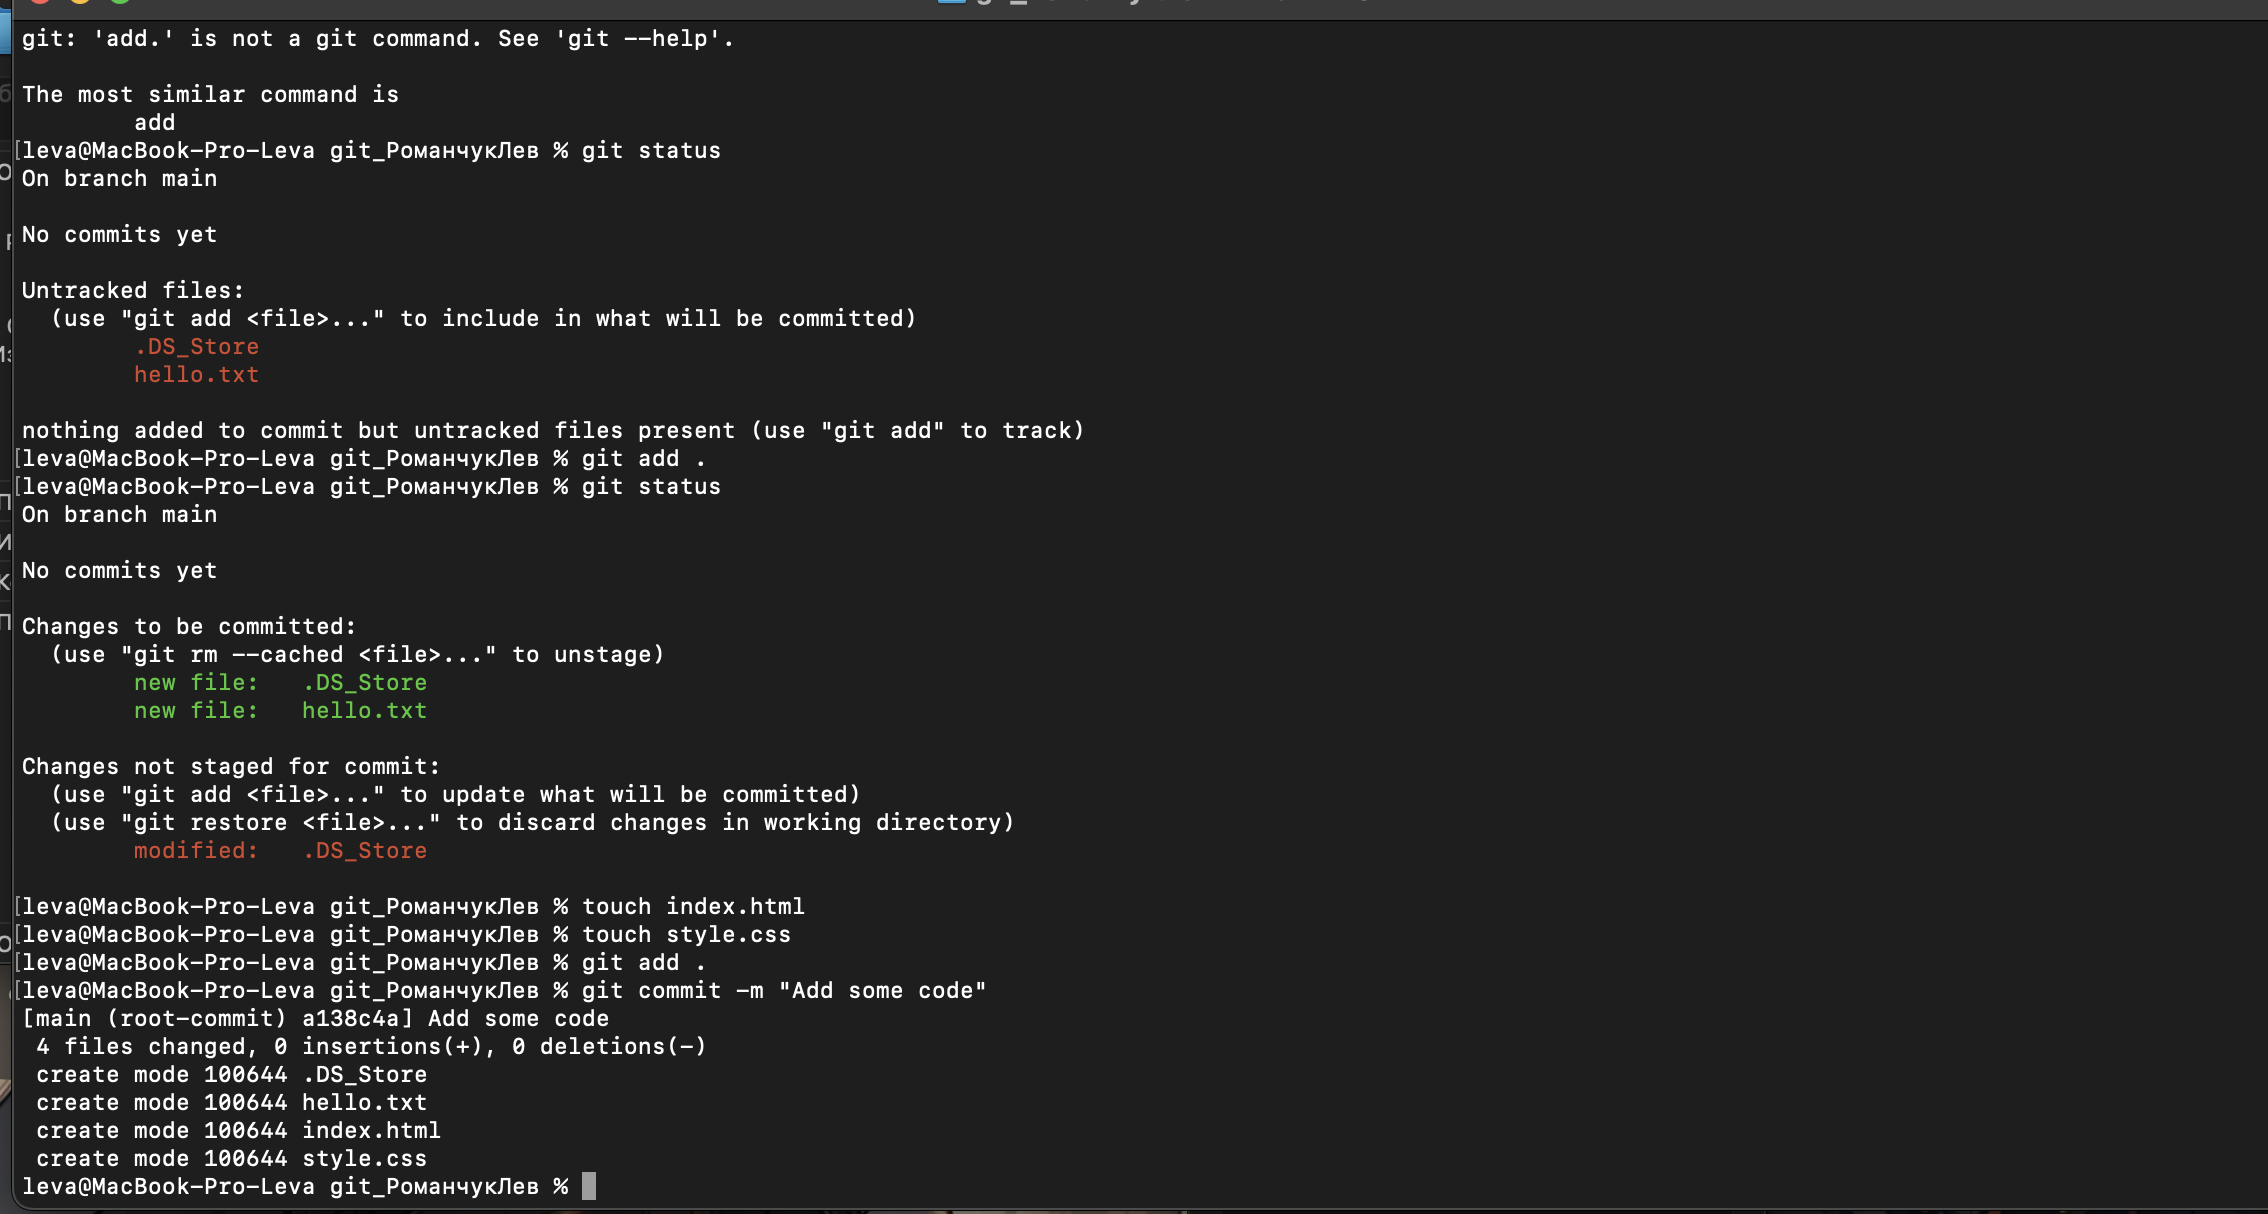 git: 'add.' is not a git command. See 'git --help'.
The most similar command is
add
leva@MacBook-Pro-Leva git_РоманчукЛев % git status
On branch main
No commits yet
Untracked files:
(use "git add <file>..." to include in what will be committed)
.DS_Store
hello.txt
nothing added to commit but untracked files present (use "git add" to track)
leva@MacBook-Pro-Leva git_РоманчукЛев % git add .
leva@MacBook-Pro-Leva git_РоманчукЛев % git status
On branch main
No commits yet
Changes to be committed:
(use "git rm --cached <file>..." to unstage)
new file:   .DS_Store
new file:   hello.txt
Changes not staged for commit:
(use "git add <file>..." to update what will be committed)
(use "git restore <file>..." to discard changes in working directory)
modified:   .DS_Store
leva@MacBook-Pro-Leva git_РоманчукЛев % touch index.html
leva@MacBook-Pro-Leva git_РоманчукЛев % touch style.css
leva@MacBook-Pro-Leva git_РоманчукЛев % git add .
leva@MacBook-Pro-Leva git_РоманчукЛев % git commit -m "Add some code"
[main (root-commit) a138c4a] Add some code
4 files changed, 0 insertions(+), 0 deletions(-)
create mode 100644 .DS_Store
create mode 100644 hello.txt
create mode 100644 index.html
create mode 100644 style.css
leva@MacBook-Pro-Leva git_РоманчукЛев %